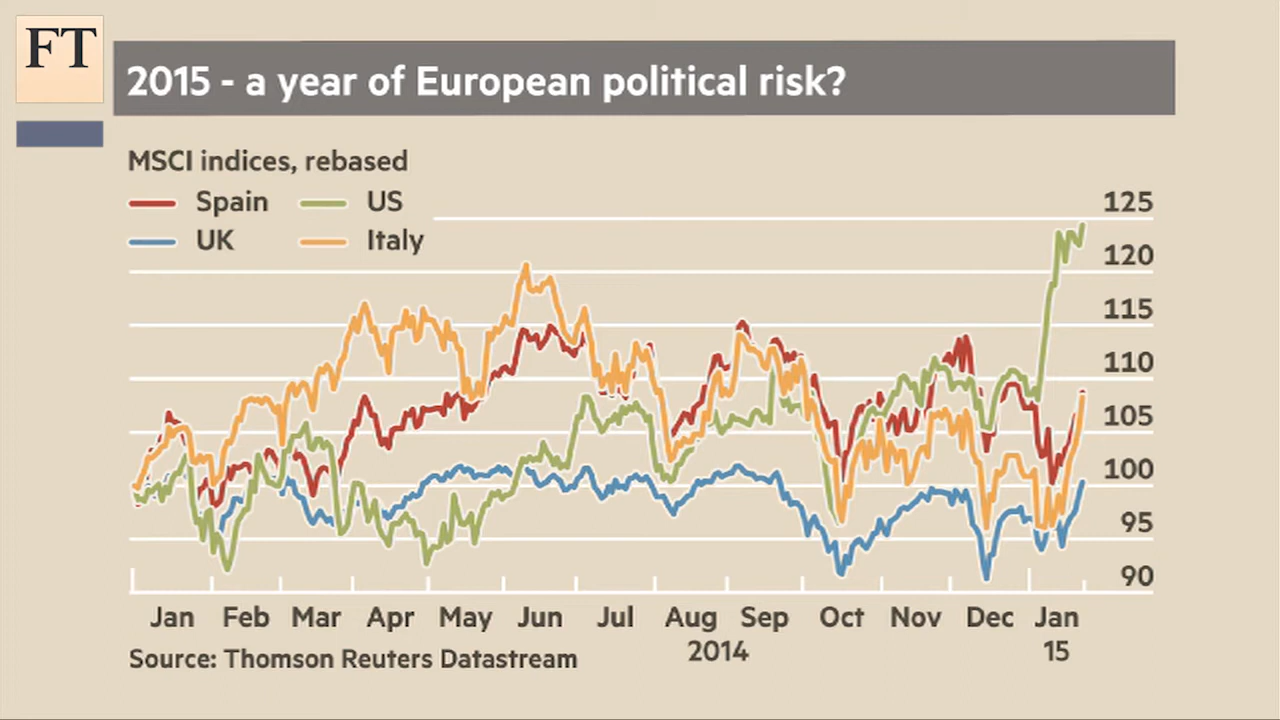 FT
2015 - a year of European political risk?
MSCI indices, rebased
Spain US
UK Italy
125
120
115
110
105
100
95
90
Jan Feb Mar Apr May Jun Jul Aug Sep Oct Nov Dec Jan
2014 15
Source: Thomson Reuters Datastream